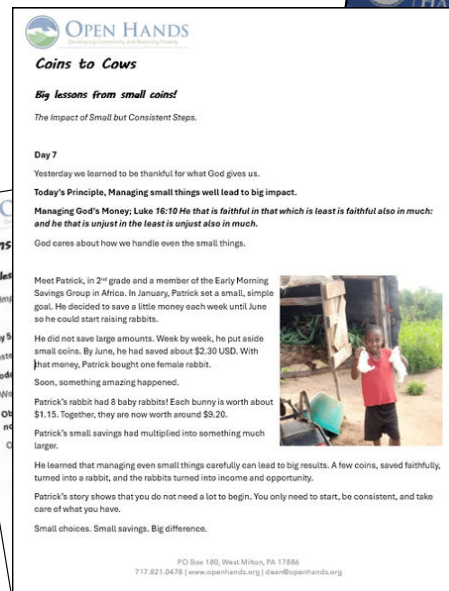 OPEN HANDS
Developing Community and Reducing Poverty
Coins to Cows
Big lessons from small coins!
The Impact of Small but Consistent Steps.
Day 7
Yesterday we learned to be thankful for what God gives us.
Today's Principle, Managing small things well lead to big impact.
Managing God's Money; Luke 16:10 He that is faithful in that which is least is faithful also in much:
and he that is unjust in the least is unjust also in much.
God cares about how we handle even the small things.
Meet Patrick, in 2nd grade and a member of the Early Morning
Savings Group in Africa. In January, Patrick set a small, simple
goal. He decided to save a little money each week until June
so he could start raising rabbits.
He did not save large amounts. Week by week, he put aside
small coins. By June, he had saved about $2.30 USD. With
that money, Patrick bought one female rabbit.
Soon, something amazing happened.
Patrick's rabbit had 8 baby rabbits! Each bunny is worth about
$1.15. Together, they are now worth around $9.20.
Patrick's small savings had multiplied into something much
larger.
He learned that managing even small things carefully can lead to big results. A few coins, saved faithfully,
turned into a rabbit, and the rabbits turned into income and opportunity.
Patrick's story shows that you do not need a lot to begin. You only need to start, be consistent, and take
care of what you have.
Small choices. Small savings. Big difference.
PO Box 180, West Milton, PA 17886
717.821.0478 | www.openhands.org | dean@openhands.org